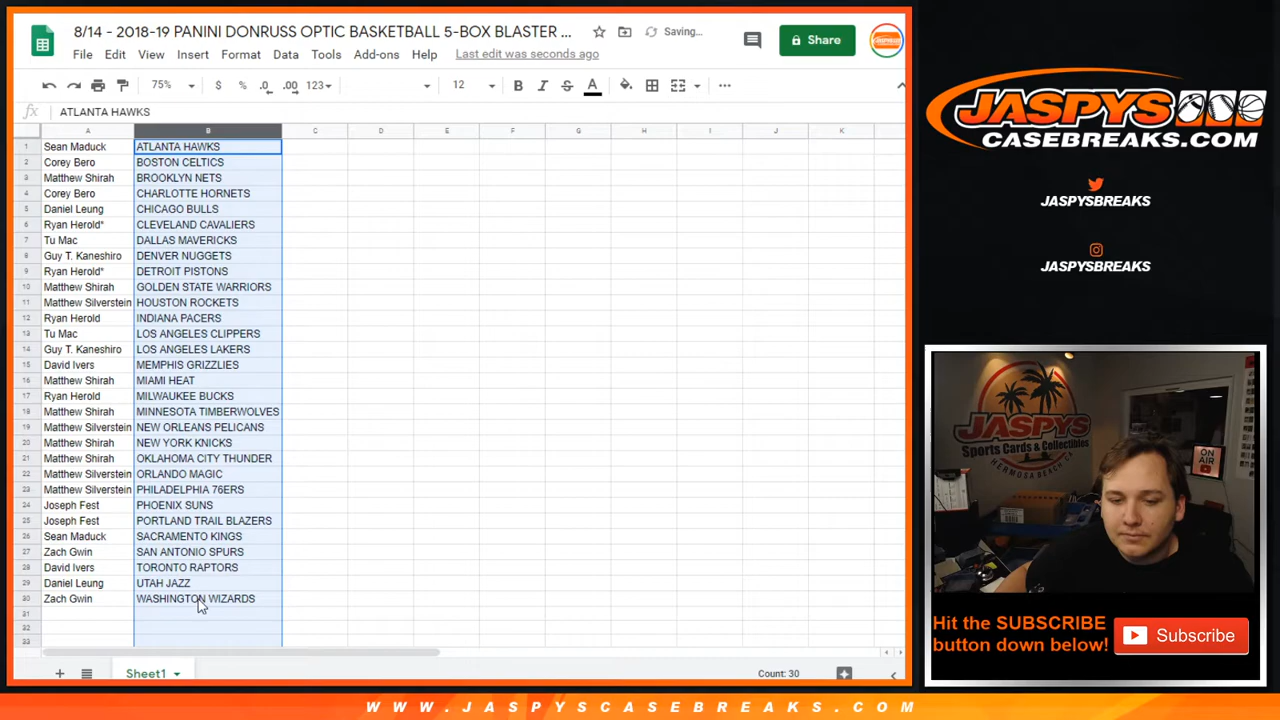 8/14 - 2018-19 PANINI DONRUSS OPTIC BASKETBALL 5-BOX BLASTER ...
Saving...
Share
File Edit View Insert Format Data Tools Add-ons Help Last edit was seconds ago
75% $ % .0 .00 123 12 B I S A
fx ATLANTA HAWKS
A B C D E F G H I J K
1 Sean Maduck ATLANTA HAWKS
2 Corey Bero BOSTON CELTICS
3 Matthew Shirah BROOKLYN NETS
4 Corey Bero CHARLOTTE HORNETS
5 Daniel Leung CHICAGO BULLS
6 Ryan Herold* CLEVELAND CAVALIERS
7 Tu Mac DALLAS MAVERICKS
8 Guy T. Kaneshiro DENVER NUGGETS
9 Ryan Herold* DETROIT PISTONS
10 Matthew Shirah GOLDEN STATE WARRIORS
11 Matthew Silverstein HOUSTON ROCKETS
12 Ryan Herold INDIANA PACERS
13 Tu Mac LOS ANGELES CLIPPERS
14 Guy T. Kaneshiro LOS ANGELES LAKERS
15 David Ivers MEMPHIS GRIZZLIES
16 Matthew Shirah MIAMI HEAT
17 Ryan Herold MILWAUKEE BUCKS
18 Matthew Shirah MINNESOTA TIMBERWOLVES
19 Matthew Silverstein NEW ORLEANS PELICANS
20 Matthew Shirah NEW YORK KNICKS
21 Matthew Shirah OKLAHOMA CITY THUNDER
22 Matthew Silverstein ORLANDO MAGIC
23 Matthew Silverstein PHILADELPHIA 76ERS
24 Joseph Fest PHOENIX SUNS
25 Joseph Fest PORTLAND TRAIL BLAZERS
26 Sean Maduck SACRAMENTO KINGS
27 Zach Gwin SAN ANTONIO SPURS
28 David Ivers TORONTO RAPTORS
29 Daniel Leung UTAH JAZZ
30 Zach Gwin WASHINGTON WIZARDS
31
32
33
Sheet1
Count: 30
JASPYS
CASEBREAKS.COM
JASPYSBREAKS
JASPYSBREAKS
JASPYS
Sports Cards & Collectibles
HERMOSA BEACH CA
ON AIR
Hit the SUBSCRIBE
button down below!
Subscribe
WWW.JASPYSCASEBREAKS.COM